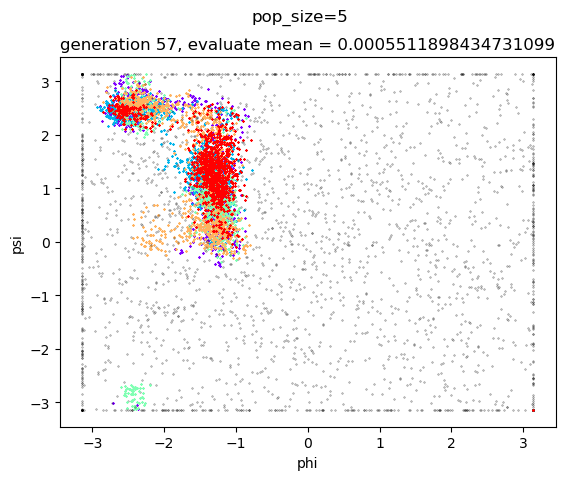 pop_size=5
generation 57, evaluate mean = 0.0005511898434731099
3
2
1
0
−1
−2
−3
psi
−3 −2 −1 0 1 2 3
phi